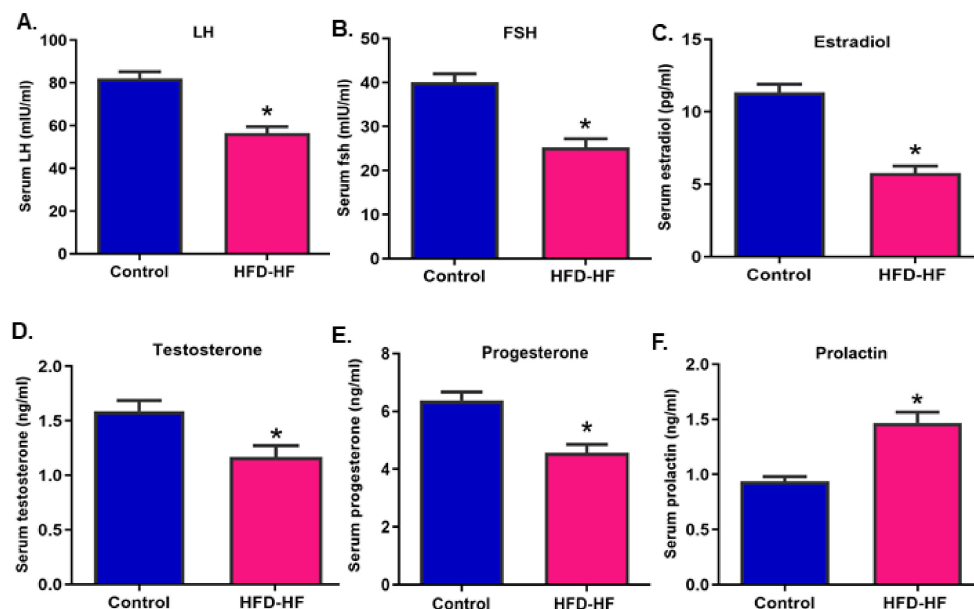 A.
LH
Serum LH (mIU/ml)
100
80
60
40
20
0
*
Control
HFD-HF
B.
FSH
Serum fsh (mIU/ml)
50
40
30
20
10
0
*
Control
HFD-HF
C.
Estradiol
Serum estradiol (pg/ml)
15
10
5
0
*
Control
HFD-HF
D.
Testosterone
Serum testosterone (ng/ml)
2.0
1.5
1.0
0.5
0.0
*
Control
HFD-HF
E.
Progesterone
Serum progesterone (ng/ml)
8
6
4
2
0
*
Control
HFD-HF
F.
Prolactin
Serum prolactin (ng/ml)
2.0
1.5
1.0
0.5
0.0
*
Control
HFD-HF